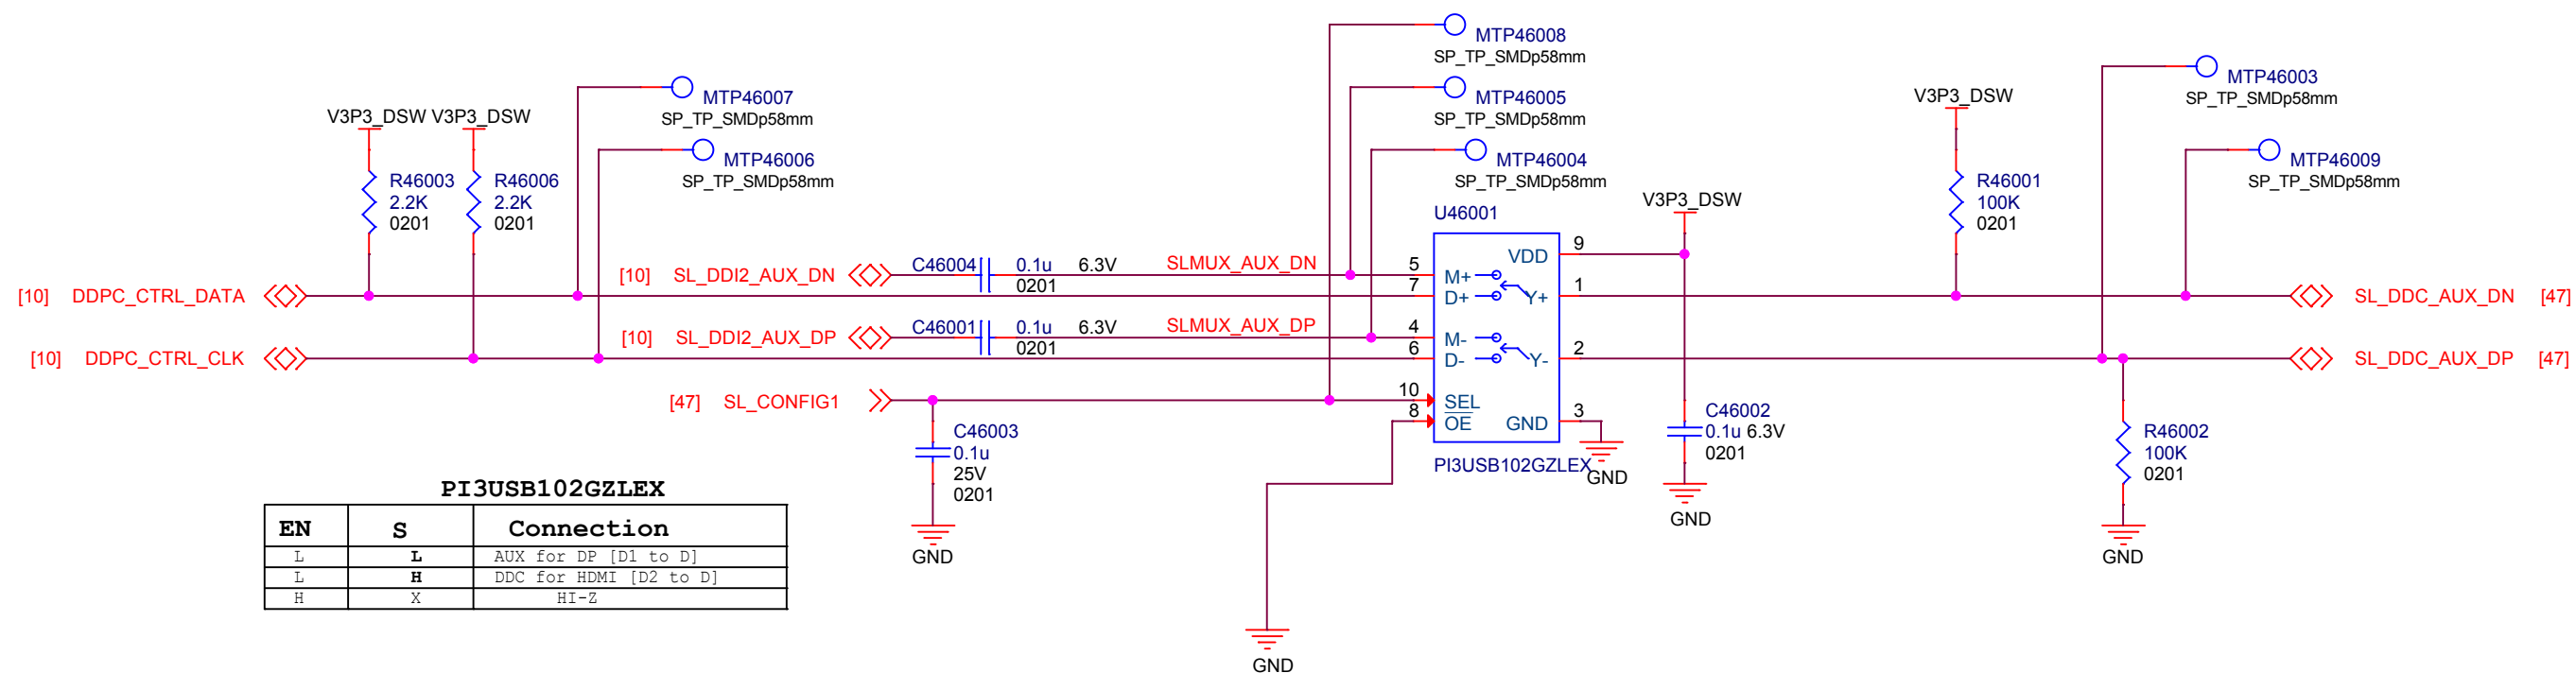 MTP46008
SP_TP_SMDp58mm
MTP46005
SP_TP_SMDp58mm
MTP46004
SP_TP_SMDp58mm
MTP46003
SP_TP_SMDp58mm
MTP46009
SP_TP_SMDp58mm
MTP46007
SP_TP_SMDp58mm
MTP46006
SP_TP_SMDp58mm
V3P3_DSW V3P3_DSW
R46003
2.2K
0201
R46006
2.2K
0201
V3P3_DSW
R46001
100K
0201
V3P3_DSW
U46001
[10] SL_DDI2_AUX_DN C46004 0.1u 6.3V SLMUX_AUX_DN 5
0201
[10] DDPC_CTRL_DATA 7
[10] SL_DDI2_AUX_DP C46001 0.1u 6.3V SLMUX_AUX_DP 4
0201
[10] DDPC_CTRL_CLK 6
[47] SL_CONFIG1 10
8
VDD 9
M+
D+ Y+ 1
M-
D- Y- 2
SEL
OE GND 3
PI3USB102GZLEX
GND
SL_DDC_AUX_DN [47]
SL_DDC_AUX_DP [47]
C46003
0.1u
25V
0201
GND
C46002
0.1u 6.3V
0201
GND
R46002
100K
0201
GND
GND
PI3USB102GZLEX
EN S Connection
L L AUX for DP [D1 to D]
L H DDC for HDMI [D2 to D]
H X HI-Z